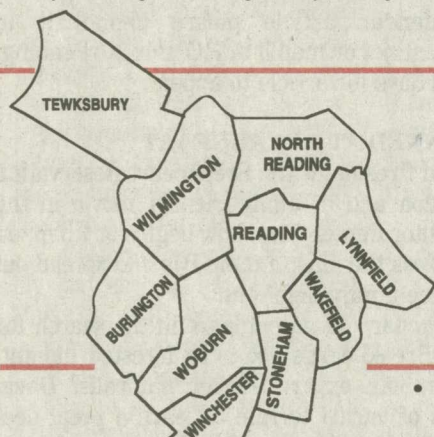 TEWKSBURY
NORTH
READING
WILMINGTON
READING
LYNNFIELD
BURLINGTON
WAKEFIELD
WOBURN
STONEHAM
WINCHESTER